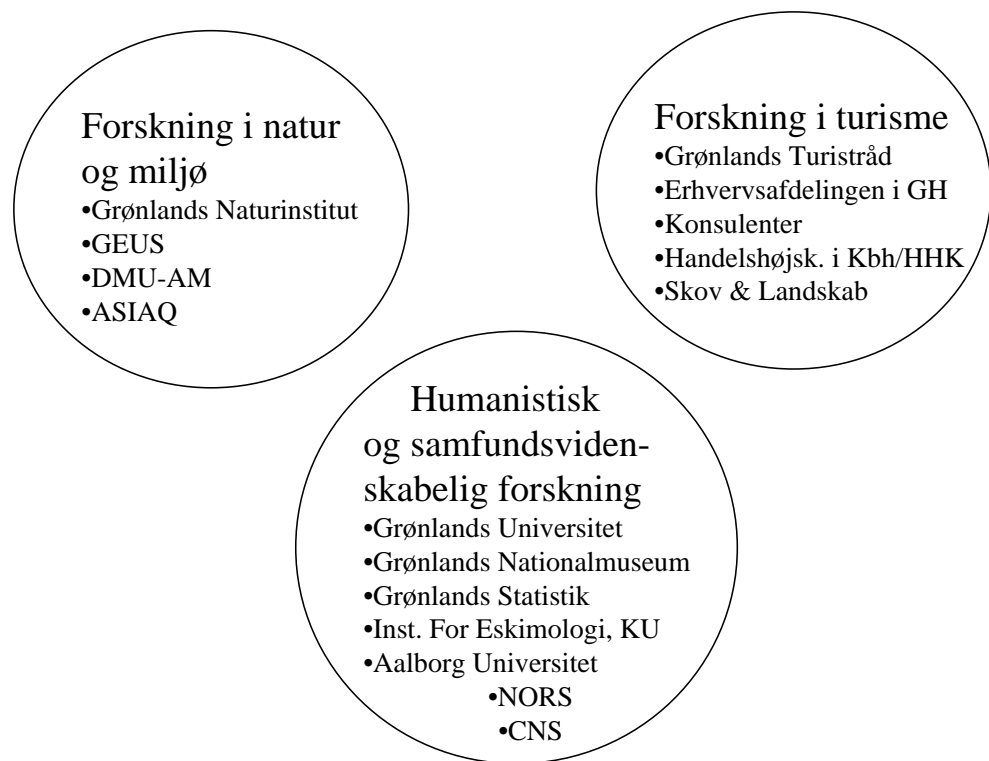 Forskning i natur
og miljø
•Grønlands Naturinstitut
•GEUS
•DMU-AM
•ASIAQ
Forskning i turisme
•Grønlands Turistråd
•Erhvervsafdelingen i GH
•Konsulenter
•Handelshøjsk. i Kbh/HHK
•Skov & Landskab
Humanistisk
og samfundsviden-
skabelig forskning
•Grønlands Universitet
•Grønlands Nationalmuseum
•Grønlands Statistik
•Inst. For Eskimologi, KU
•Aalborg Universitet
•NORS
•CNS